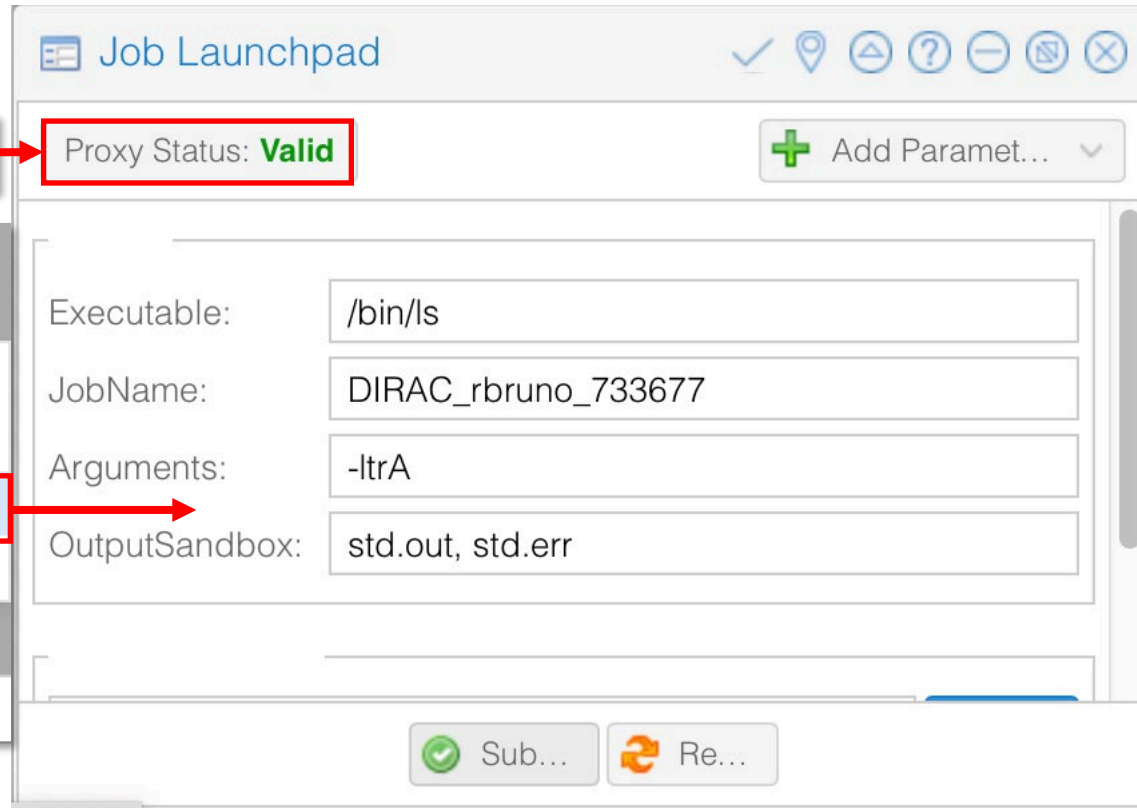 Job Launchpad
Proxy Status: Valid
Add Paramet...
Executable: /bin/ls
JobName: DIRAC_rbruno_733677
Arguments: -ltrA
OutputSandbox: std.out, std.err
Sub...
Re...